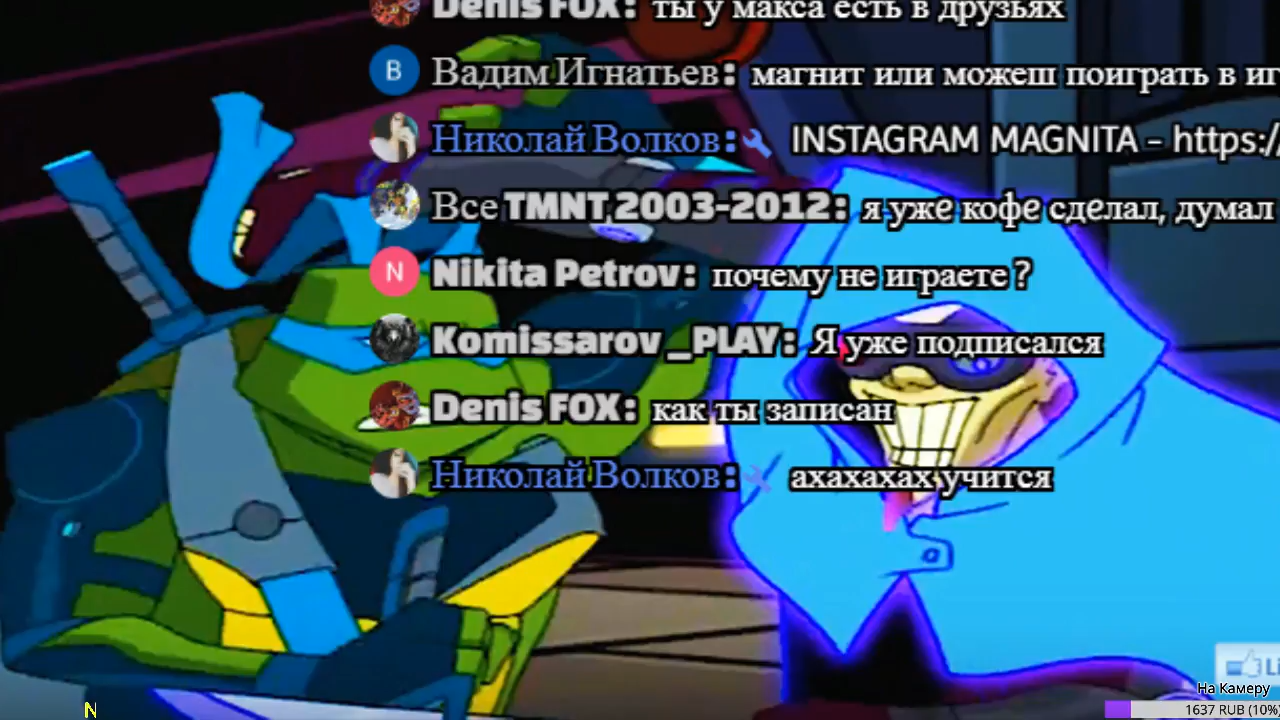 Denis FOX: ты у макса есть в друзьях
В Вадим Игнатьев: магнит или можеш поиграть в иг
Николай Волков: INSTAGRAM MAGNITA - https:/
Все TMNT 2003-2012: я уже кофе сделал, думал
N Nikita Petrov: почему не играете?
Komissarov_PLAY: Я уже подписался
Denis FOX: как ты записан
Николай Волков: ахахахах учится
Li
На Камеру
1637 RUB (10%)
N